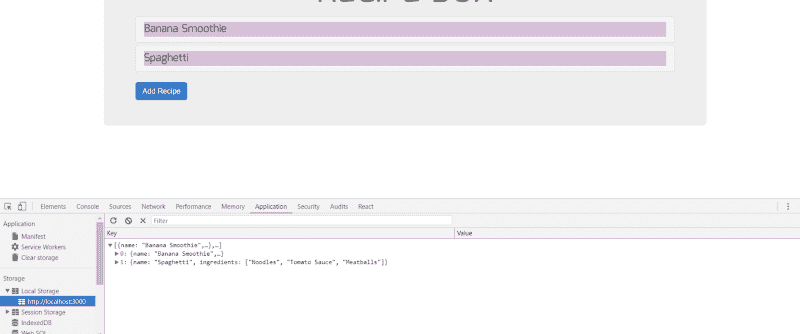 Recipe Box
Banana Smoothie
Spaghetti
Add Recipe
Elements Console Sources Network Performance Memory Application Security Audits React
Application
Manifest
Service Workers
Clear storage
Storage
Local Storage
http://localhost:3000
Session Storage
IndexedDB
Web SQL
Filter
Key Value
[{name: "Banana Smoothie",…},…]
0: {name: "Banana Smoothie",…}
1: {name: "Spaghetti", ingredients: ["Noodles", "Tomato Sauce", "Meatballs"]}